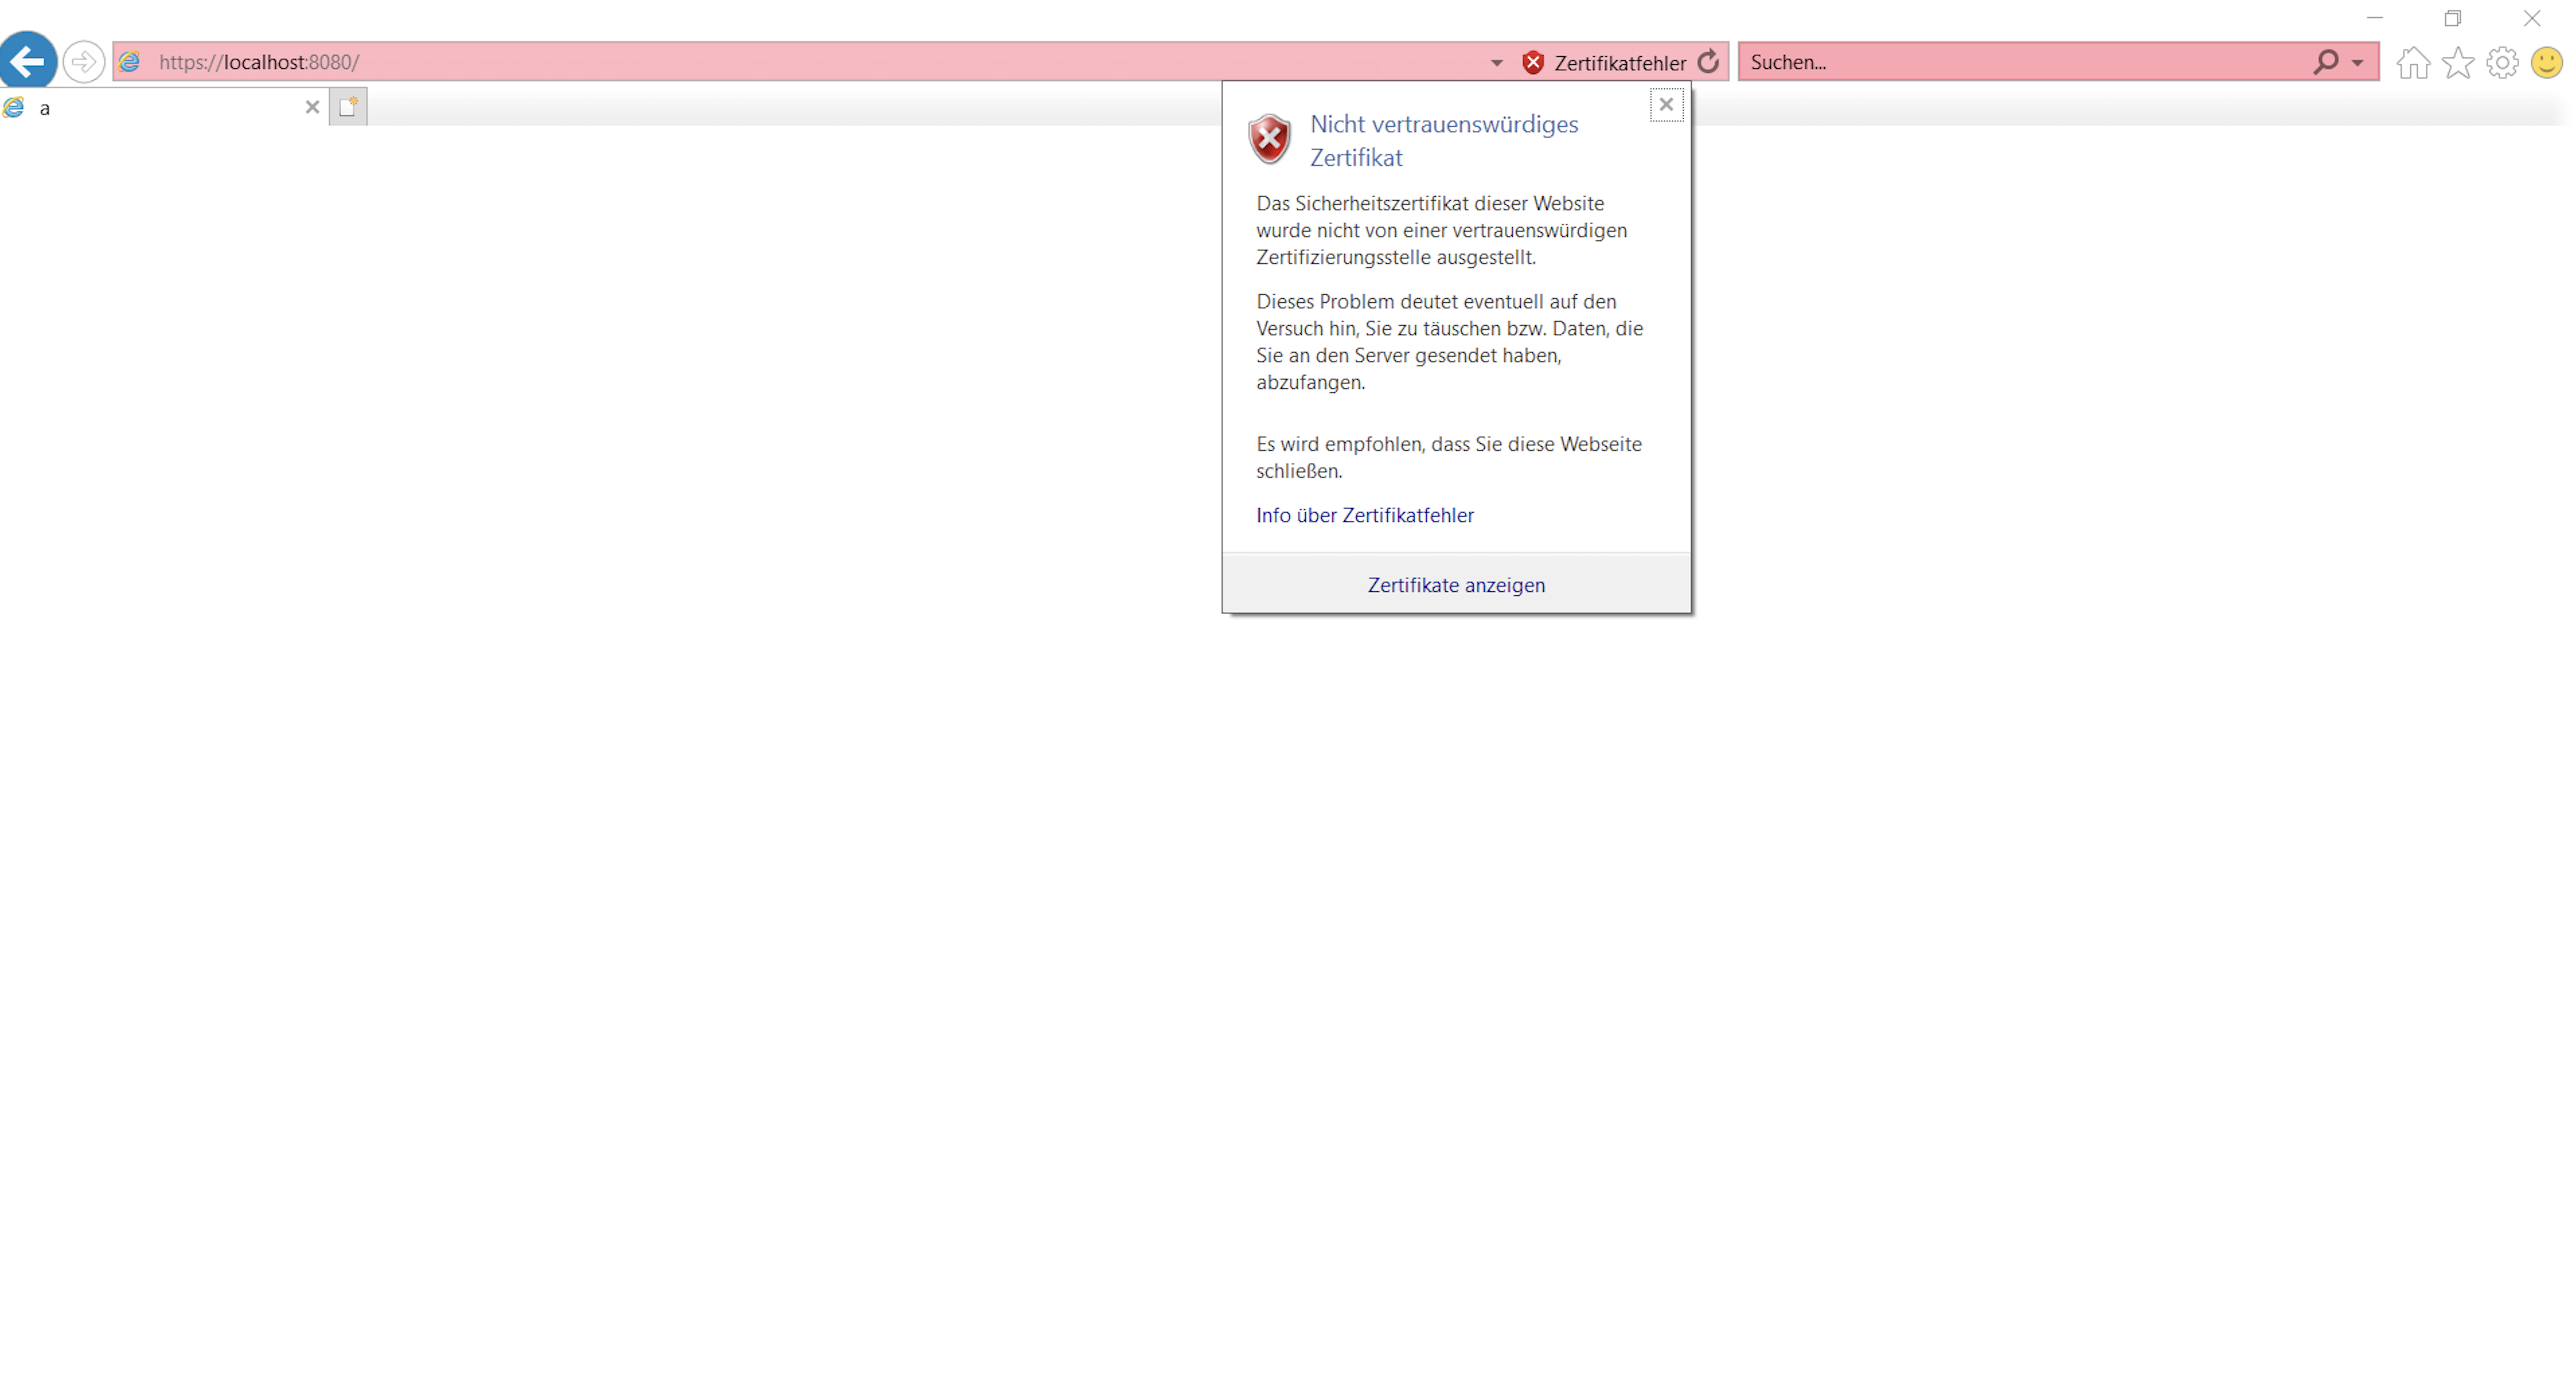 https://localhost:8080/
Zertifikatfehler
Suchen...
a
Nicht vertrauenswürdiges
Zertifikat
Das Sicherheitszertifikat dieser Website
wurde nicht von einer vertrauenswürdigen
Zertifizierungsstelle ausgestellt.
Dieses Problem deutet eventuell auf den
Versuch hin, Sie zu täuschen bzw. Daten, die
Sie an den Server gesendet haben,
abzufangen.
Es wird empfohlen, dass Sie diese Webseite
schließen.
Info über Zertifikatfehler
Zertifikate anzeigen